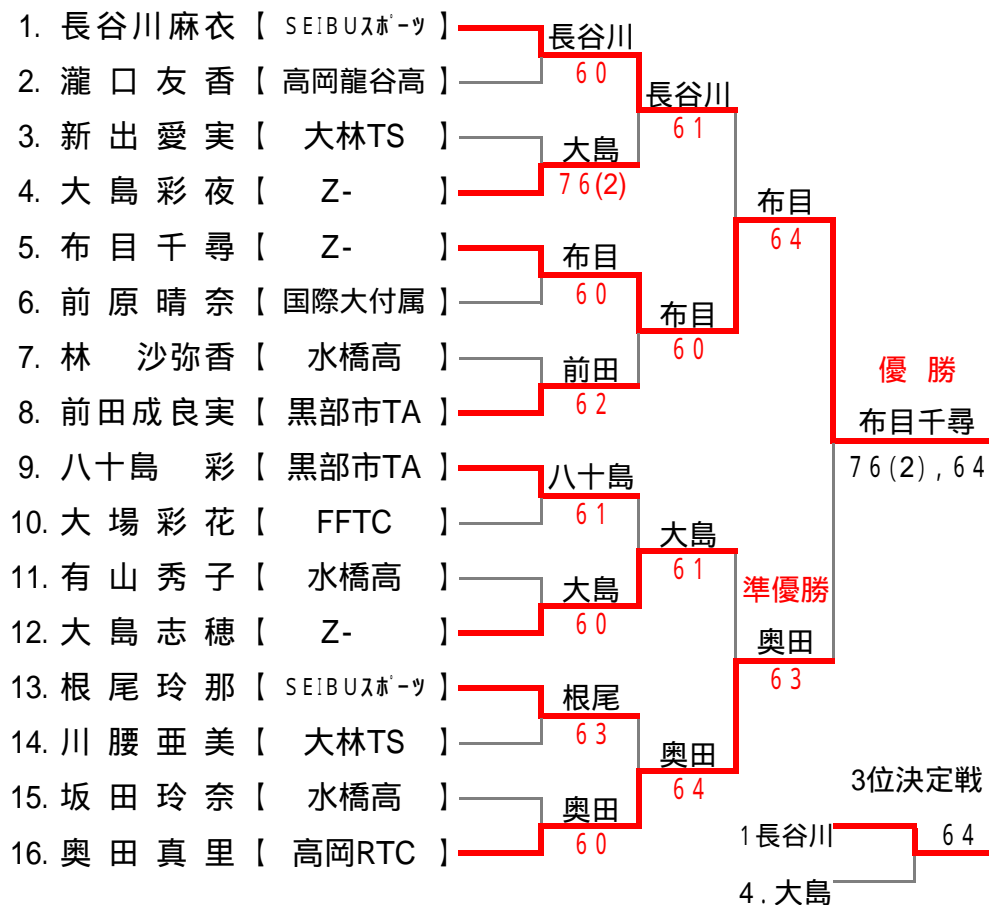 1. 長谷川麻衣【 SEIBUｽﾎﾟｰﾂ 】
2. 瀧口友香【 高岡龍谷高 】
3. 新出愛実【 大林TS 】
4. 大島彩夜【 Z- 】
5. 布目千尋【 Z- 】
6. 前原晴奈【 国際大付属 】
7. 林 沙弥香【 水橋高 】
8. 前田成良実【 黒部市TA 】
9. 八十島 彩【 黒部市TA 】
10. 大場彩花【 FFTC 】
11. 有山秀子【 水橋高 】
12. 大島志穂【 Z- 】
13. 根尾玲那【 SEIBUｽﾎﾟｰﾂ 】
14. 川腰亜美【 大林TS 】
15. 坂田玲奈【 水橋高 】
16. 奥田真里【 高岡RTC 】
長谷川
60
大島
76(2)
布目
60
前田
62
八十島
61
大島
60
根尾
63
奥田
60
長谷川
61
布目
60
大島
61
奥田
64
布目
64
準優勝
奥田
63
優勝
布目千尋
76(2),64
3位決定戦
1長谷川
64
4.大島